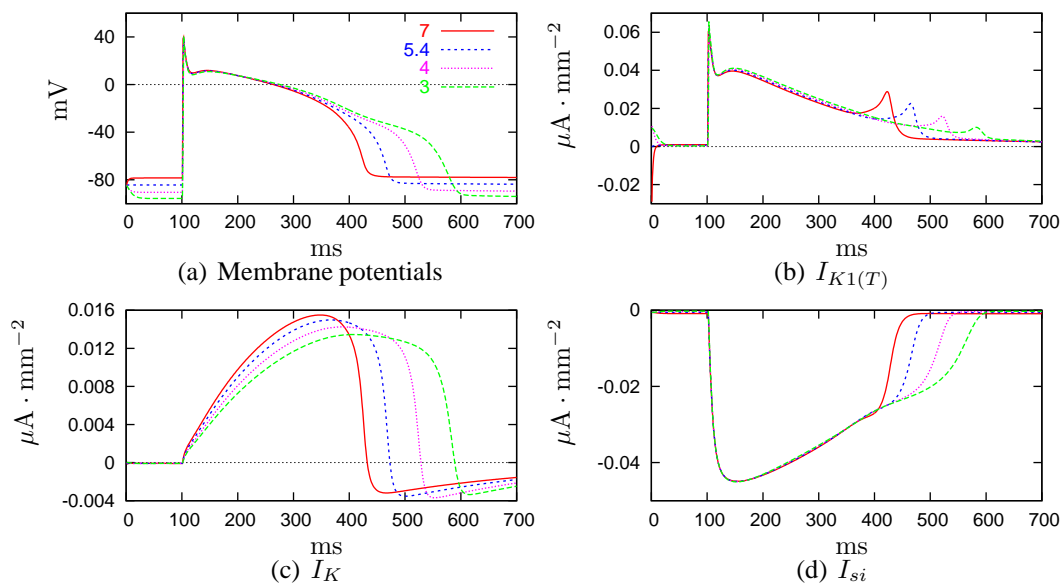 40
0
-40
-80
mV
0 100 200 300 400 500 600 700
ms
7
5.4
4
3
(a) Membrane potentials
0.06
0.04
0.02
0
-0.02
μA · mm−2
0 100 200 300 400 500 600 700
ms
(b) IK1(T)
0.016
0.012
0.008
0.004
0
-0.004
μA · mm−2
0 100 200 300 400 500 600 700
ms
(c) IK
0
-0.02
-0.04
μA · mm−2
0 100 200 300 400 500 600 700
ms
(d) Isi